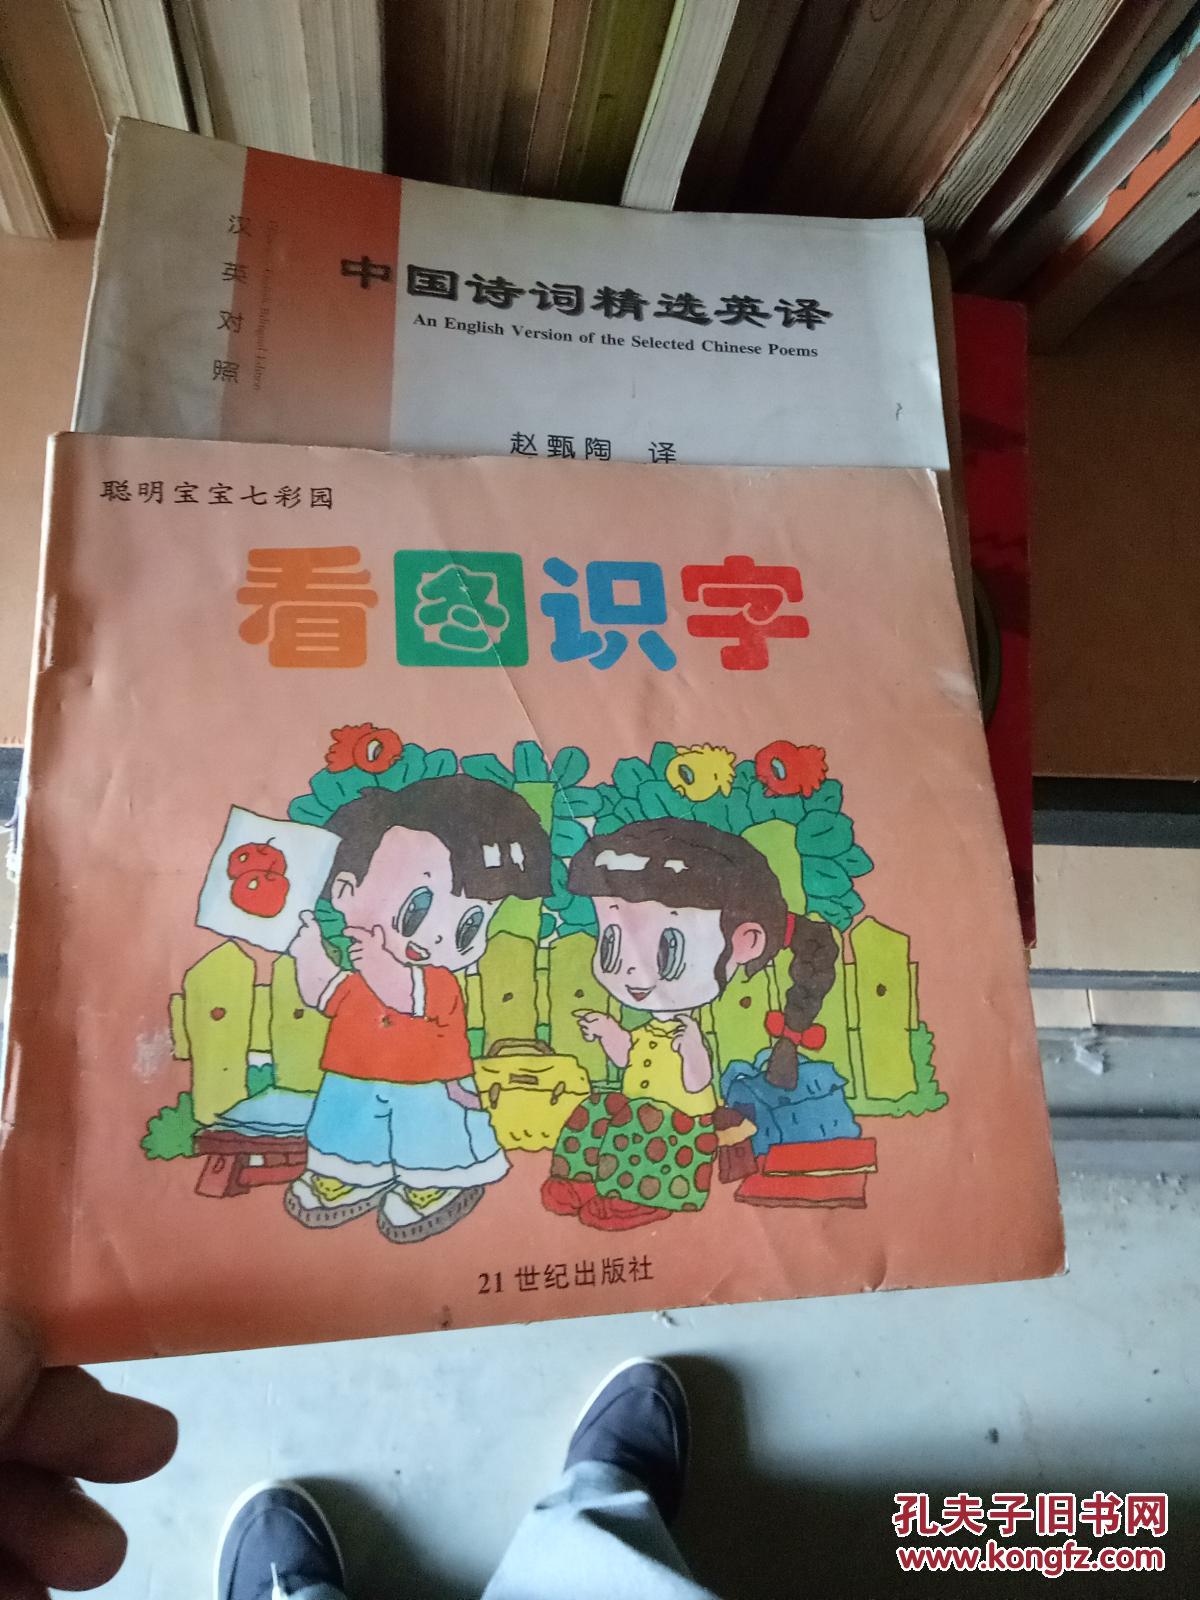 汉英对照
中国诗词精选英译
An English Version of the Selected Chinese Poems
赵甄陶 译
聪明宝宝七彩园
看图识字
21世纪出版社
孔夫子旧书网
www.kongfz.com